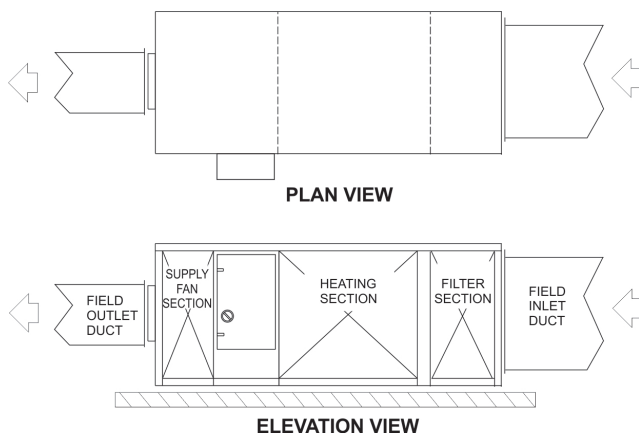 PLAN VIEW
FIELD
OUTLET
DUCT
SUPPLY
FAN
SECTION
HEATING
SECTION
FILTER
SECTION
FIELD
INLET
DUCT
ELEVATION VIEW